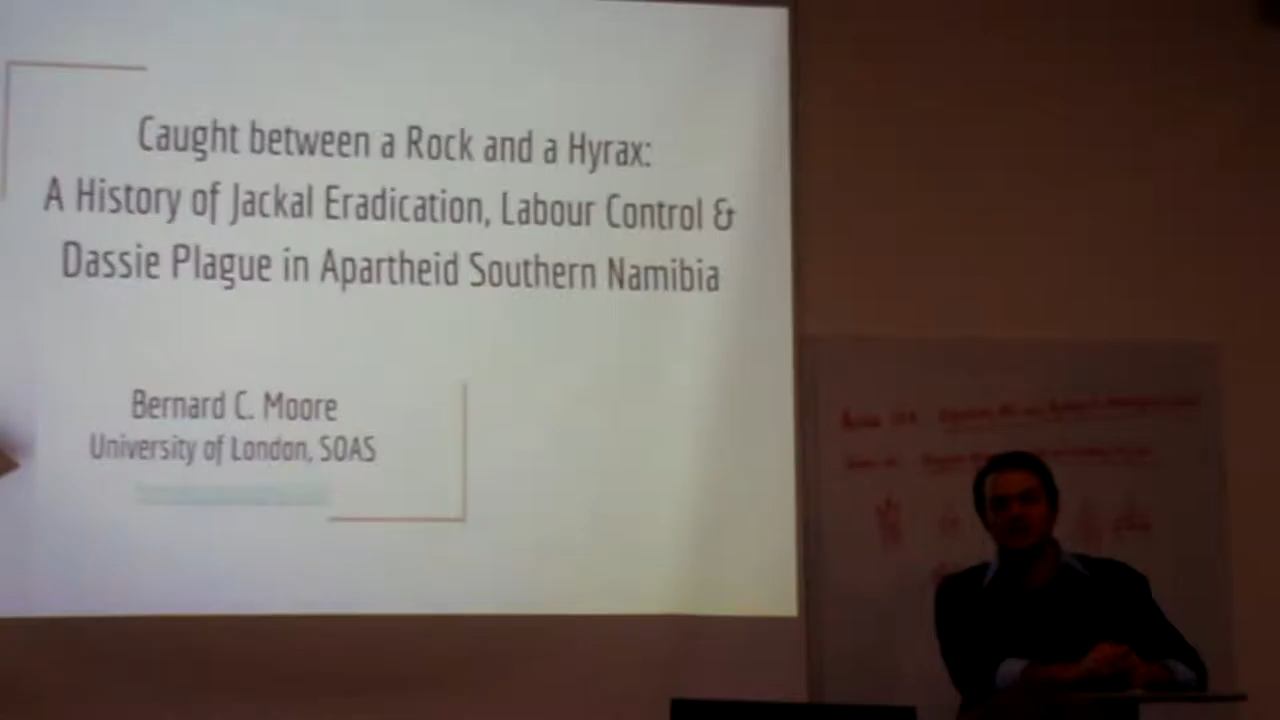 Caught between a Rock and a Hyrax:
A History of Jackal Eradication, Labour Control &
Dassie Plague in Apartheid Southern Namibia
Bernard C. Moore
University of London, SOAS